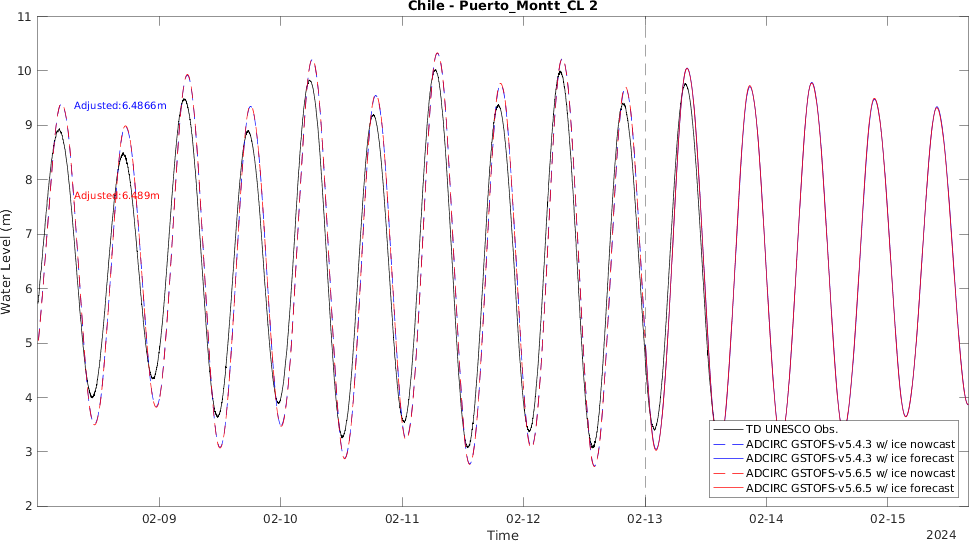 Chile - Puerto_Montt_CL 2
11
10
9
8
7
6
5
4
3
2
Water Level (m)
Adjusted:6.4866m
Adjusted:6.489m
TD UNESCO Obs.
ADCIRC GSTOFS-v5.4.3 w/ ice nowcast
ADCIRC GSTOFS-v5.4.3 w/ ice forecast
ADCIRC GSTOFS-v5.6.5 w/ ice nowcast
ADCIRC GSTOFS-v5.6.5 w/ ice forecast
02-09 02-10 02-11 02-12 02-13 02-14 02-15
Time
2024